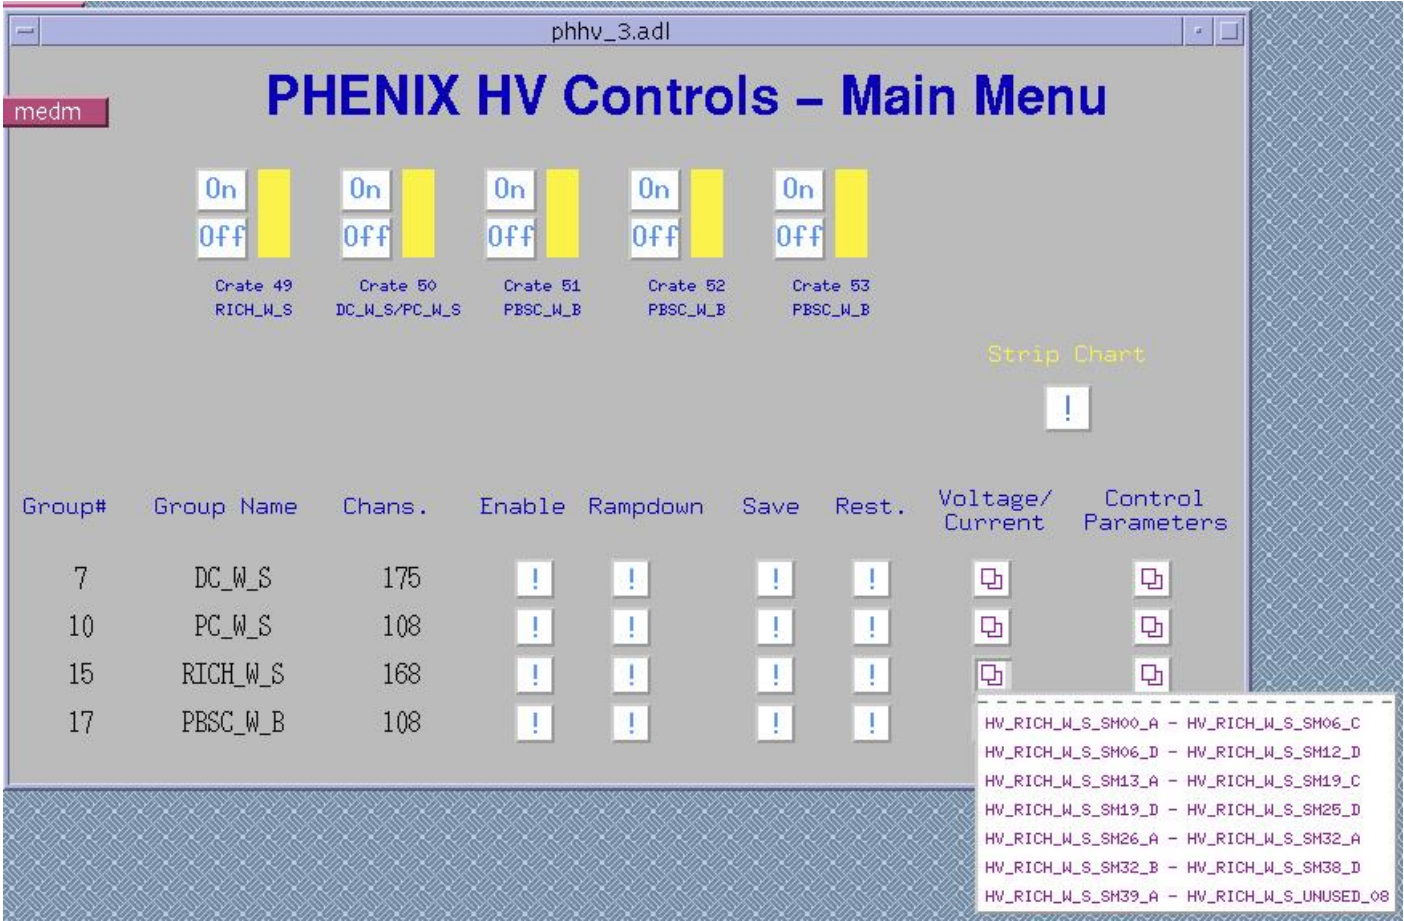 phhv_3.adl
PHENIX HV Controls – Main Menu
medm
On On On On On
Off Off Off Off Off
Crate 49 Crate 50 Crate 51 Crate 52 Crate 53
RICH_W_S DC_W_S/PC_W_S PBSC_W_B PBSC_W_B PBSC_W_B
Strip Chart
!
Group# Group Name Chans. Enable Rampdown Save Rest. Voltage/ Control
Current Parameters
7 DC_W_S 175 ! ! ! !
10 PC_W_S 108 ! ! ! !
15 RICH_W_S 168 ! ! ! !
17 PBSC_W_B 108 ! ! ! !
HV_RICH_W_S_SM00_A - HV_RICH_W_S_SM06_C
HV_RICH_W_S_SM06_D - HV_RICH_W_S_SM12_D
HV_RICH_W_S_SM13_A - HV_RICH_W_S_SM19_C
HV_RICH_W_S_SM19_D - HV_RICH_W_S_SM25_D
HV_RICH_W_S_SM26_A - HV_RICH_W_S_SM32_A
HV_RICH_W_S_SM32_B - HV_RICH_W_S_SM38_D
HV_RICH_W_S_SM39_A - HV_RICH_W_S_UNUSED_08